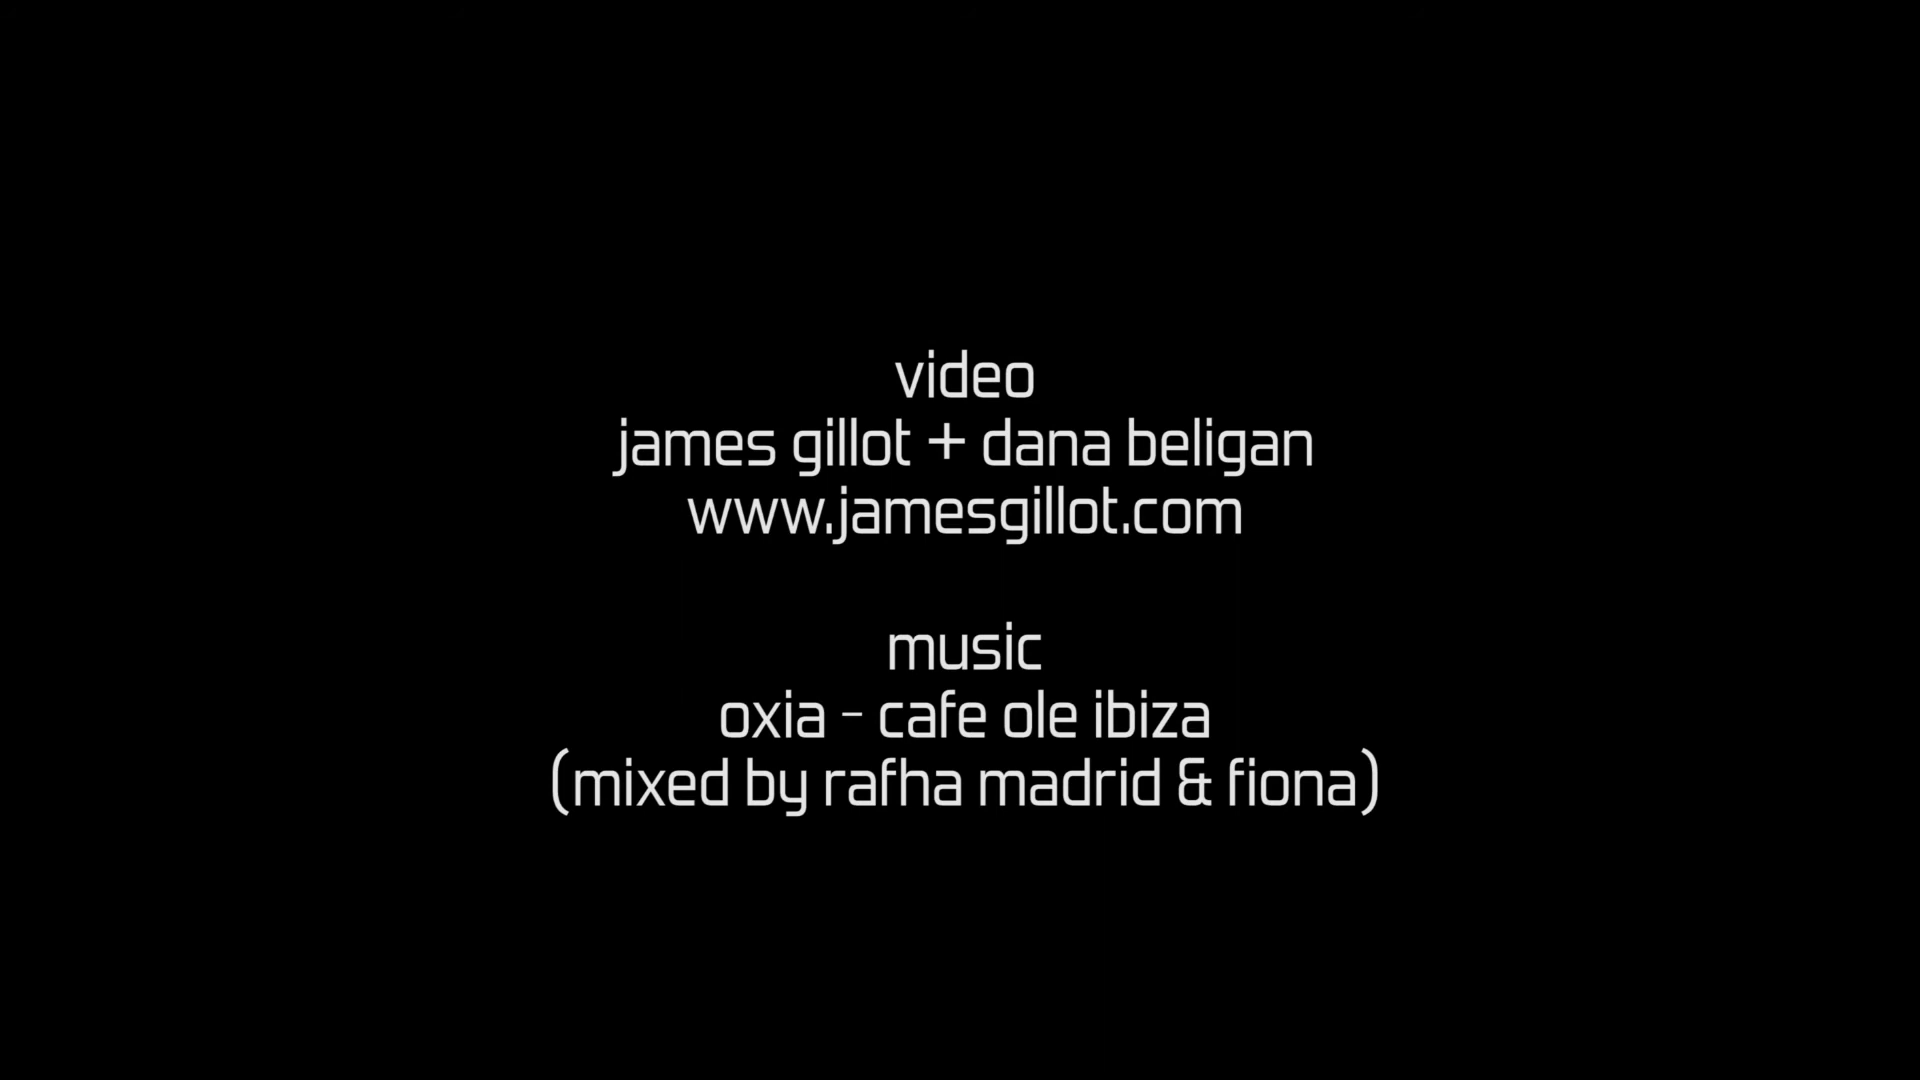 video
james gillot + dana beligan
www.jamesgillot.com
music
oxia - cafe ole ibiza
(mixed by rafha madrid & fiona)